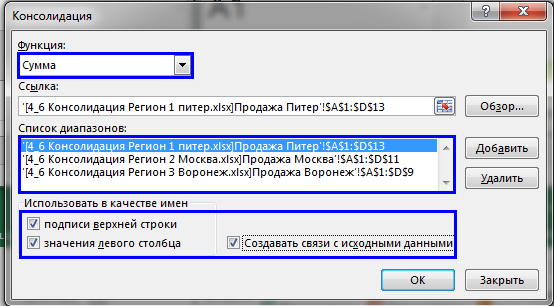 Консолидация
?
Функция:
Сумма
Ссылка:
'[4_6 Консолидация Регион 1 питер.xlsx]Продажа Питер'!$A$1:$D$13
Обзор...
Список диапазонов:
'[4_6 Консолидация Регион 1 питер.xlsx]Продажа Питер'!$A$1:$D$13
'[4_6 Консолидация Регион 2 Москва.xlsx]Продажа Москва'!$A$1:$D$11
'[4_6 Консолидация Регион 3 Воронеж.xlsx]Продажа Воронеж'!$A$1:$D$9
Добавить
Удалить
Использовать в качестве имен
подписи верхней строки
значения левого столбца
Создавать связи с исходными данными
ОК
Закрыть